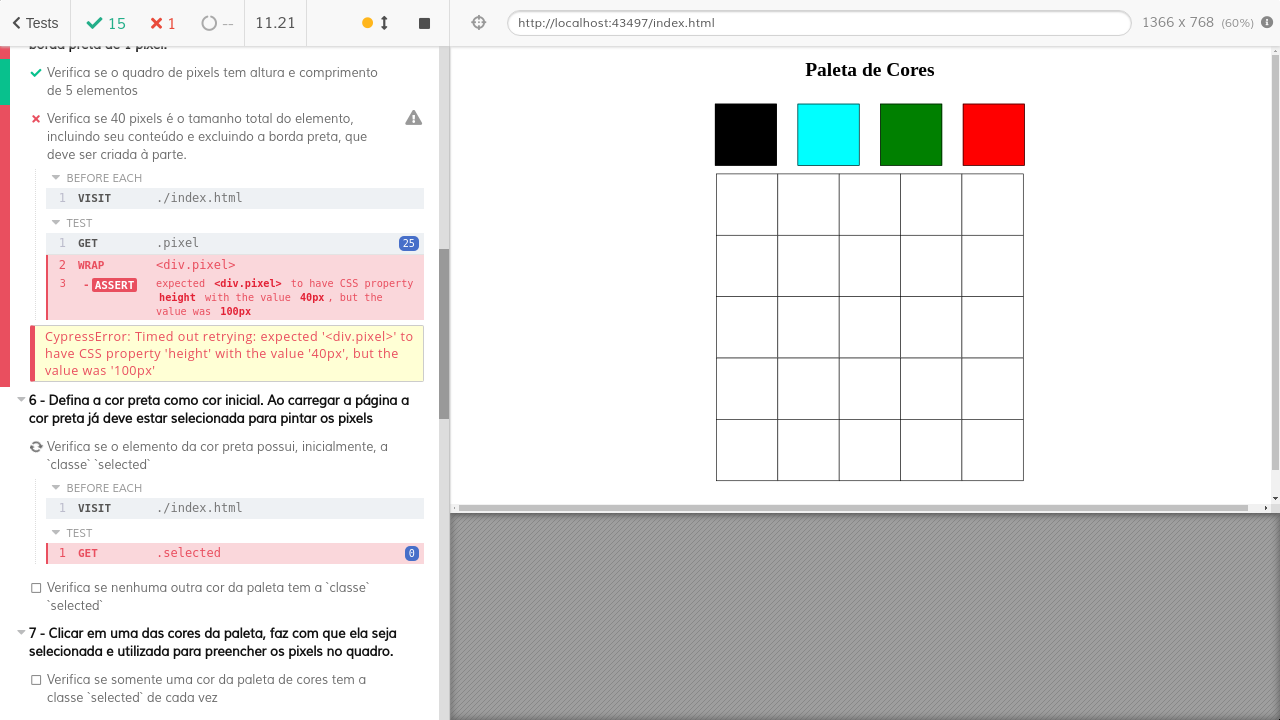 Tests
15
1
--
11.21
http://localhost:43497/index.html
1366 x 768 (60%)
borda preta de 1 pixel.
Verifica se o quadro de pixels tem altura e comprimento
de 5 elementos
Verifica se 40 pixels é o tamanho total do elemento,
incluindo seu conteúdo e excluindo a borda preta, que
deve ser criada à parte.
BEFORE EACH
1 VISIT ./index.html
TEST
1 GET .pixel 25
2 WRAP <div.pixel>
3 - ASSERT expected <div.pixel> to have CSS property
height with the value 40px, but the
value was 100px
CypressError: Timed out retrying: expected '<div.pixel>' to
have CSS property 'height' with the value '40px', but the
value was '100px'
6 - Defina a cor preta como cor inicial. Ao carregar a página a
cor preta já deve estar selecionada para pintar os pixels
Verifica se o elemento da cor preta possui, inicialmente, a
`classe` `selected`
BEFORE EACH
1 VISIT ./index.html
TEST
1 GET .selected 0
Verifica se nenhuma outra cor da paleta tem a `classe`
`selected`
7 - Clicar em uma das cores da paleta, faz com que ela seja
selecionada e utilizada para preencher os pixels no quadro.
Verifica se somente uma cor da paleta de cores tem a
classe `selected` de cada vez
Paleta de Cores